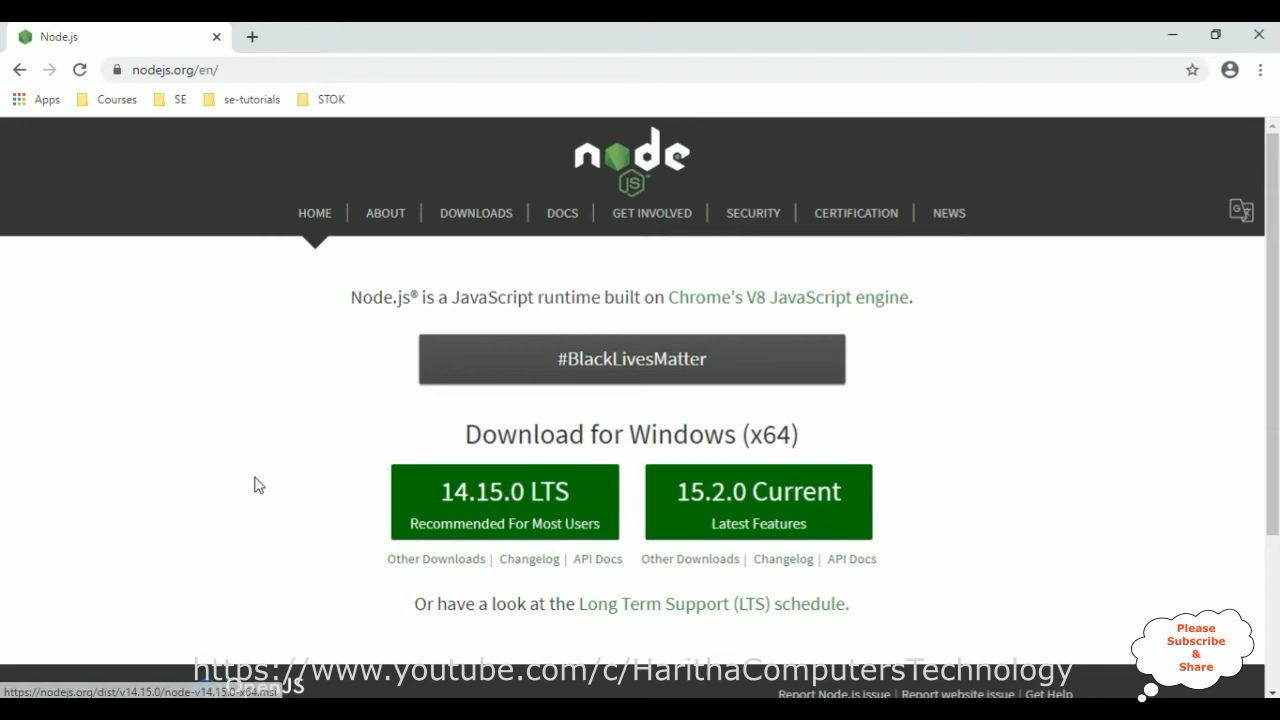 Node.js
nodejs.org/en/
Apps Courses SE se-tutorials STOK
node
JS
HOME ABOUT DOWNLOADS DOCS GET INVOLVED SECURITY CERTIFICATION NEWS
Node.js® is a JavaScript runtime built on Chrome's V8 JavaScript engine.
#BlackLivesMatter
Download for Windows (x64)
14.15.0 LTS
Recommended For Most Users
15.2.0 Current
Latest Features
Other Downloads | Changelog | API Docs
Other Downloads | Changelog | API Docs
Or have a look at the Long Term Support (LTS) schedule.
Please
Subscribe
&
Share
https://www.youtube.com/c/HarithaComputersTechnology
https://nodejs.org/dist/v14.15.0/node-v14.15.0-x64.msi
Report Node.js issue | Report website issue | Get Help